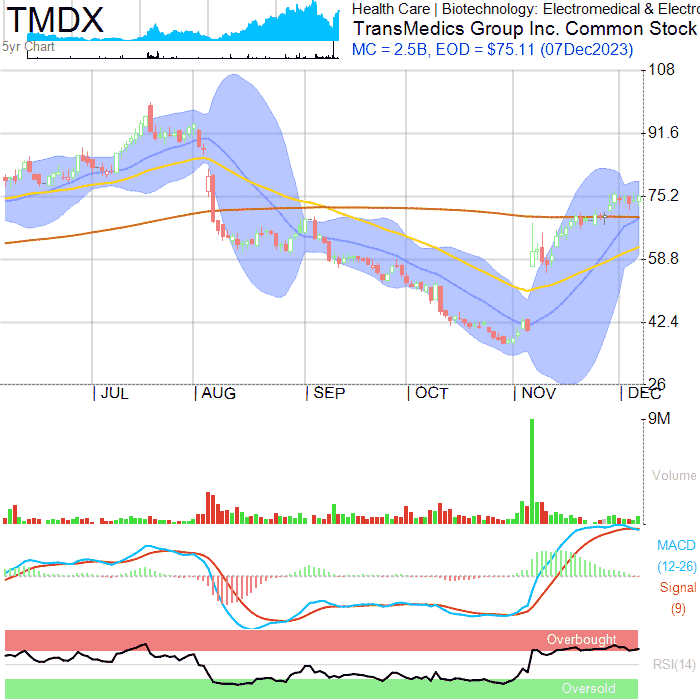 TMDX
5yr Chart
Health Care | Biotechnology: Electromedical & Electro
TransMedics Group Inc. Common Stock
MC = 2.5B, EOD = $75.11 (07Dec2023)
108
91.6
75.2
58.8
42.4
26
JUL
AUG
SEP
OCT
NOV
DEC
9M
Volume
MACD
(12-26)
Signal
(9)
Overbought
RSI(14)
Oversold